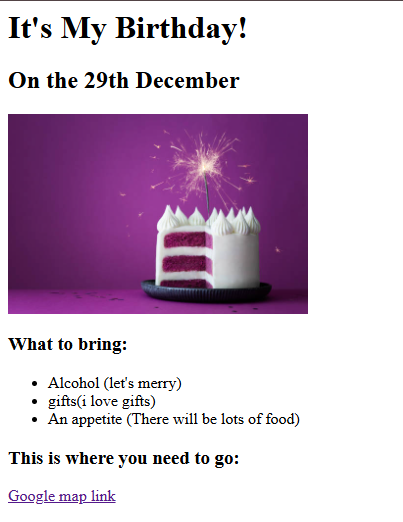 It's My Birthday!
On the 29th December
What to bring:
Alcohol (let's merry)
gifts(i love gifts)
An appetite (There will be lots of food)
This is where you need to go:
Google map link